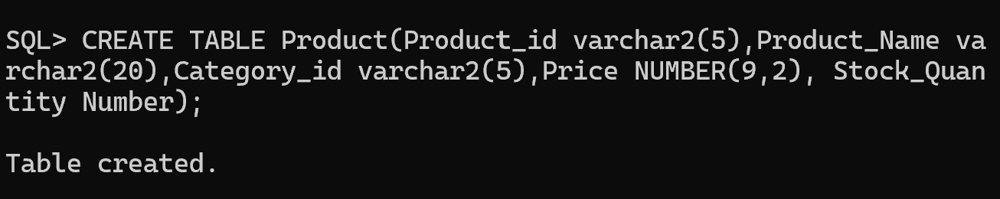 SQL> CREATE TABLE Product(Product_id varchar2(5),Product_Name va
rchar2(20),Category_id varchar2(5),Price NUMBER(9,2), Stock_Quan
tity Number);
Table created.